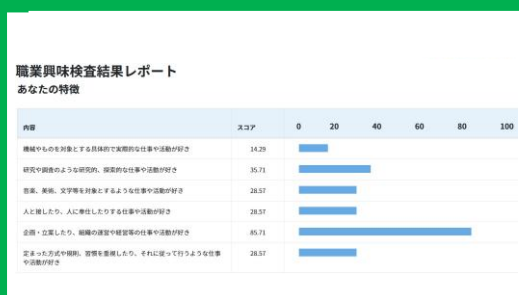 職業興味検査結果レポート
あなたの特徴
内容 スコア 0 20 40 60 80 100
機械やものを対象とする具体的で実際的な仕事や活動が好き 14.29
研究や調査のような研究的、探索的な仕事や活動が好き 35.71
音楽、美術、文学等を対象とするような仕事や活動が好き 28.57
人と接したり、人に奉仕したりする仕事や活動が好き 28.57
企画・立案したり、組織の運営や経営等の仕事や活動が好き 85.71
定まった方式や規則、習慣を重視したり、それに従って行うような仕事
や活動が好き 28.57